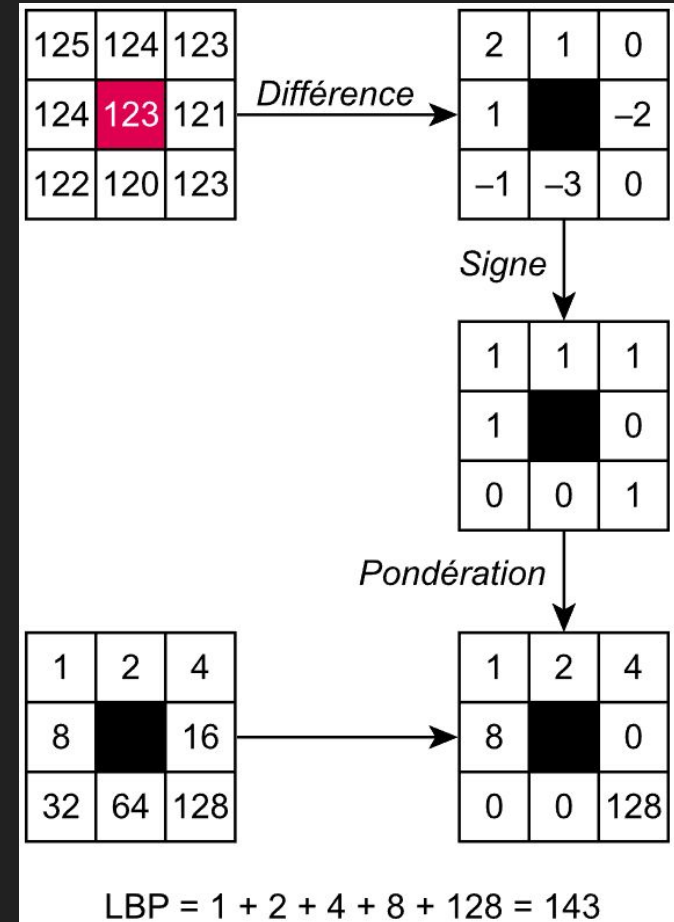 125 124 123
2 1 0
124 123 121
Différence
1 –2
122 120 123
–1 –3 0
Signe
1 1 1
1 0
0 0 1
Pondération
1 2 4
1 2 4
8 16
8 0
32 64 128
0 0 128
LBP = 1 + 2 + 4 + 8 + 128 = 143